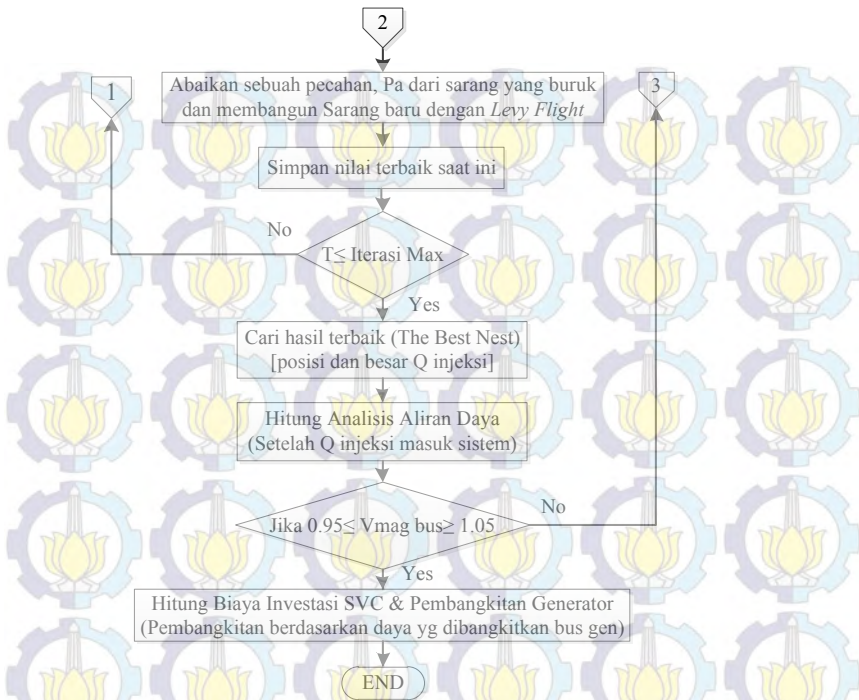 2
1
Abaikan sebuah pecahan, Pa dari sarang yang buruk
dan membangun Sarang baru dengan Levy Flight
3
Simpan nilai terbaik saat ini
No
T≤ Iterasi Max
Yes
Cari hasil terbaik (The Best Nest)
[posisi dan besar Q injeksi]
Hitung Analisis Aliran Daya
(Setelah Q injeksi masuk sistem)
No
Jika 0.95≤ Vmag bus≥ 1.05
Yes
Hitung Biaya Investasi SVC & Pembangkitan Generator
(Pembangkitan berdasarkan daya yg dibangkitkan bus gen)
END